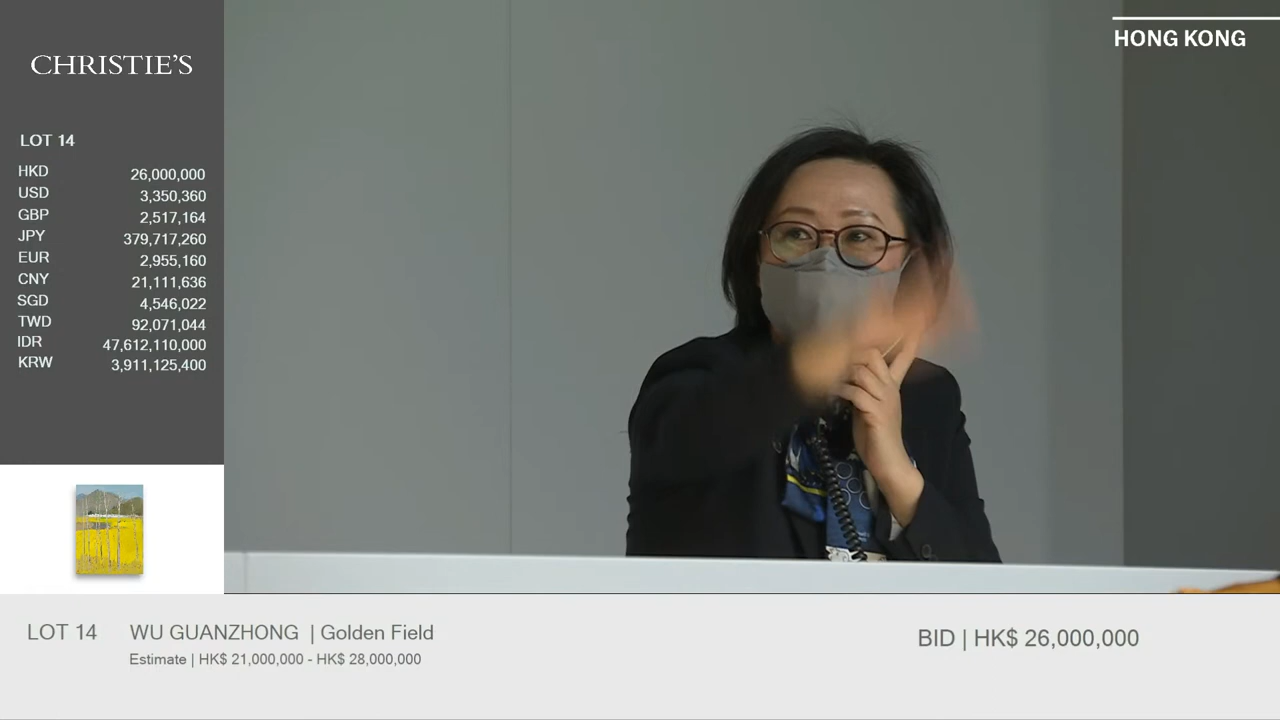 CHRISTIE'S
HONG KONG
LOT 14
HKD 26,000,000
USD 3,350,360
GBP 2,517,164
JPY 379,717,260
EUR 2,955,160
CNY 21,111,636
SGD 4,546,022
TWD 92,071,044
IDR 47,612,110,000
KRW 3,911,125,400
LOT 14 WU GUANZHONG | Golden Field
Estimate | HK$ 21,000,000 - HK$ 28,000,000
BID | HK$ 26,000,000